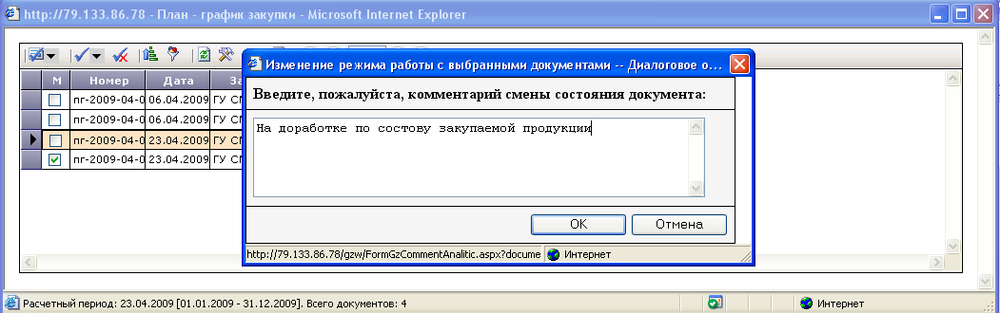 http://79.133.86.78 - План - график закупки - Microsoft Internet Explorer
Изменение режима работы с выбранными документами -- Диалоговое о...
Введите, пожалуйста, комментарий смены состояния документа:
На доработке по состову закупаемой продукции
OK Отмена
http://79.133.86.78/gzw/FormGzCommentAnalitic.aspx?docume Интернет
М Номер Дата За
пг-2009-04-0 06.04.2009 ГУ СМ
пг-2009-04-0 06.04.2009 ГУ СМ
пг-2009-04-0 23.04.2009 ГУ СМ
пг-2009-04-0 23.04.2009 ГУ СМ
Расчетный период: 23.04.2009 [01.01.2009 - 31.12.2009]. Всего документов: 4 Интернет